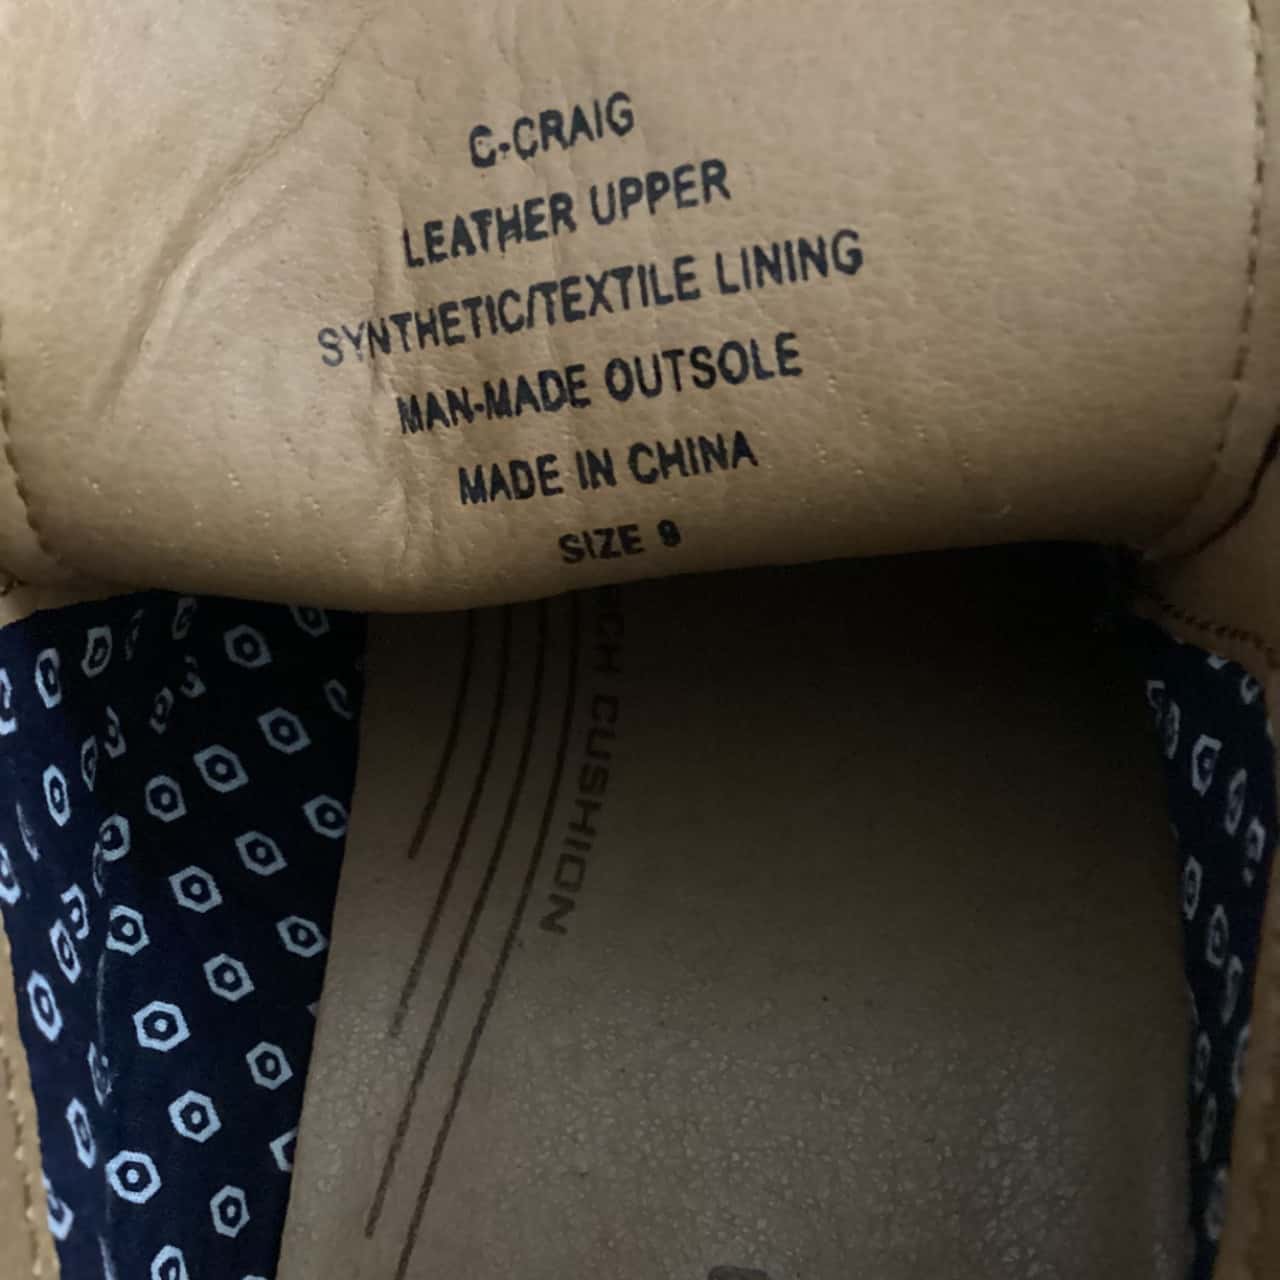 C-CRAIG
LEATHER UPPER
SYNTHETIC/TEXTILE LINING
MAN-MADE OUTSOLE
MADE IN CHINA
SIZE 9
CUSHION